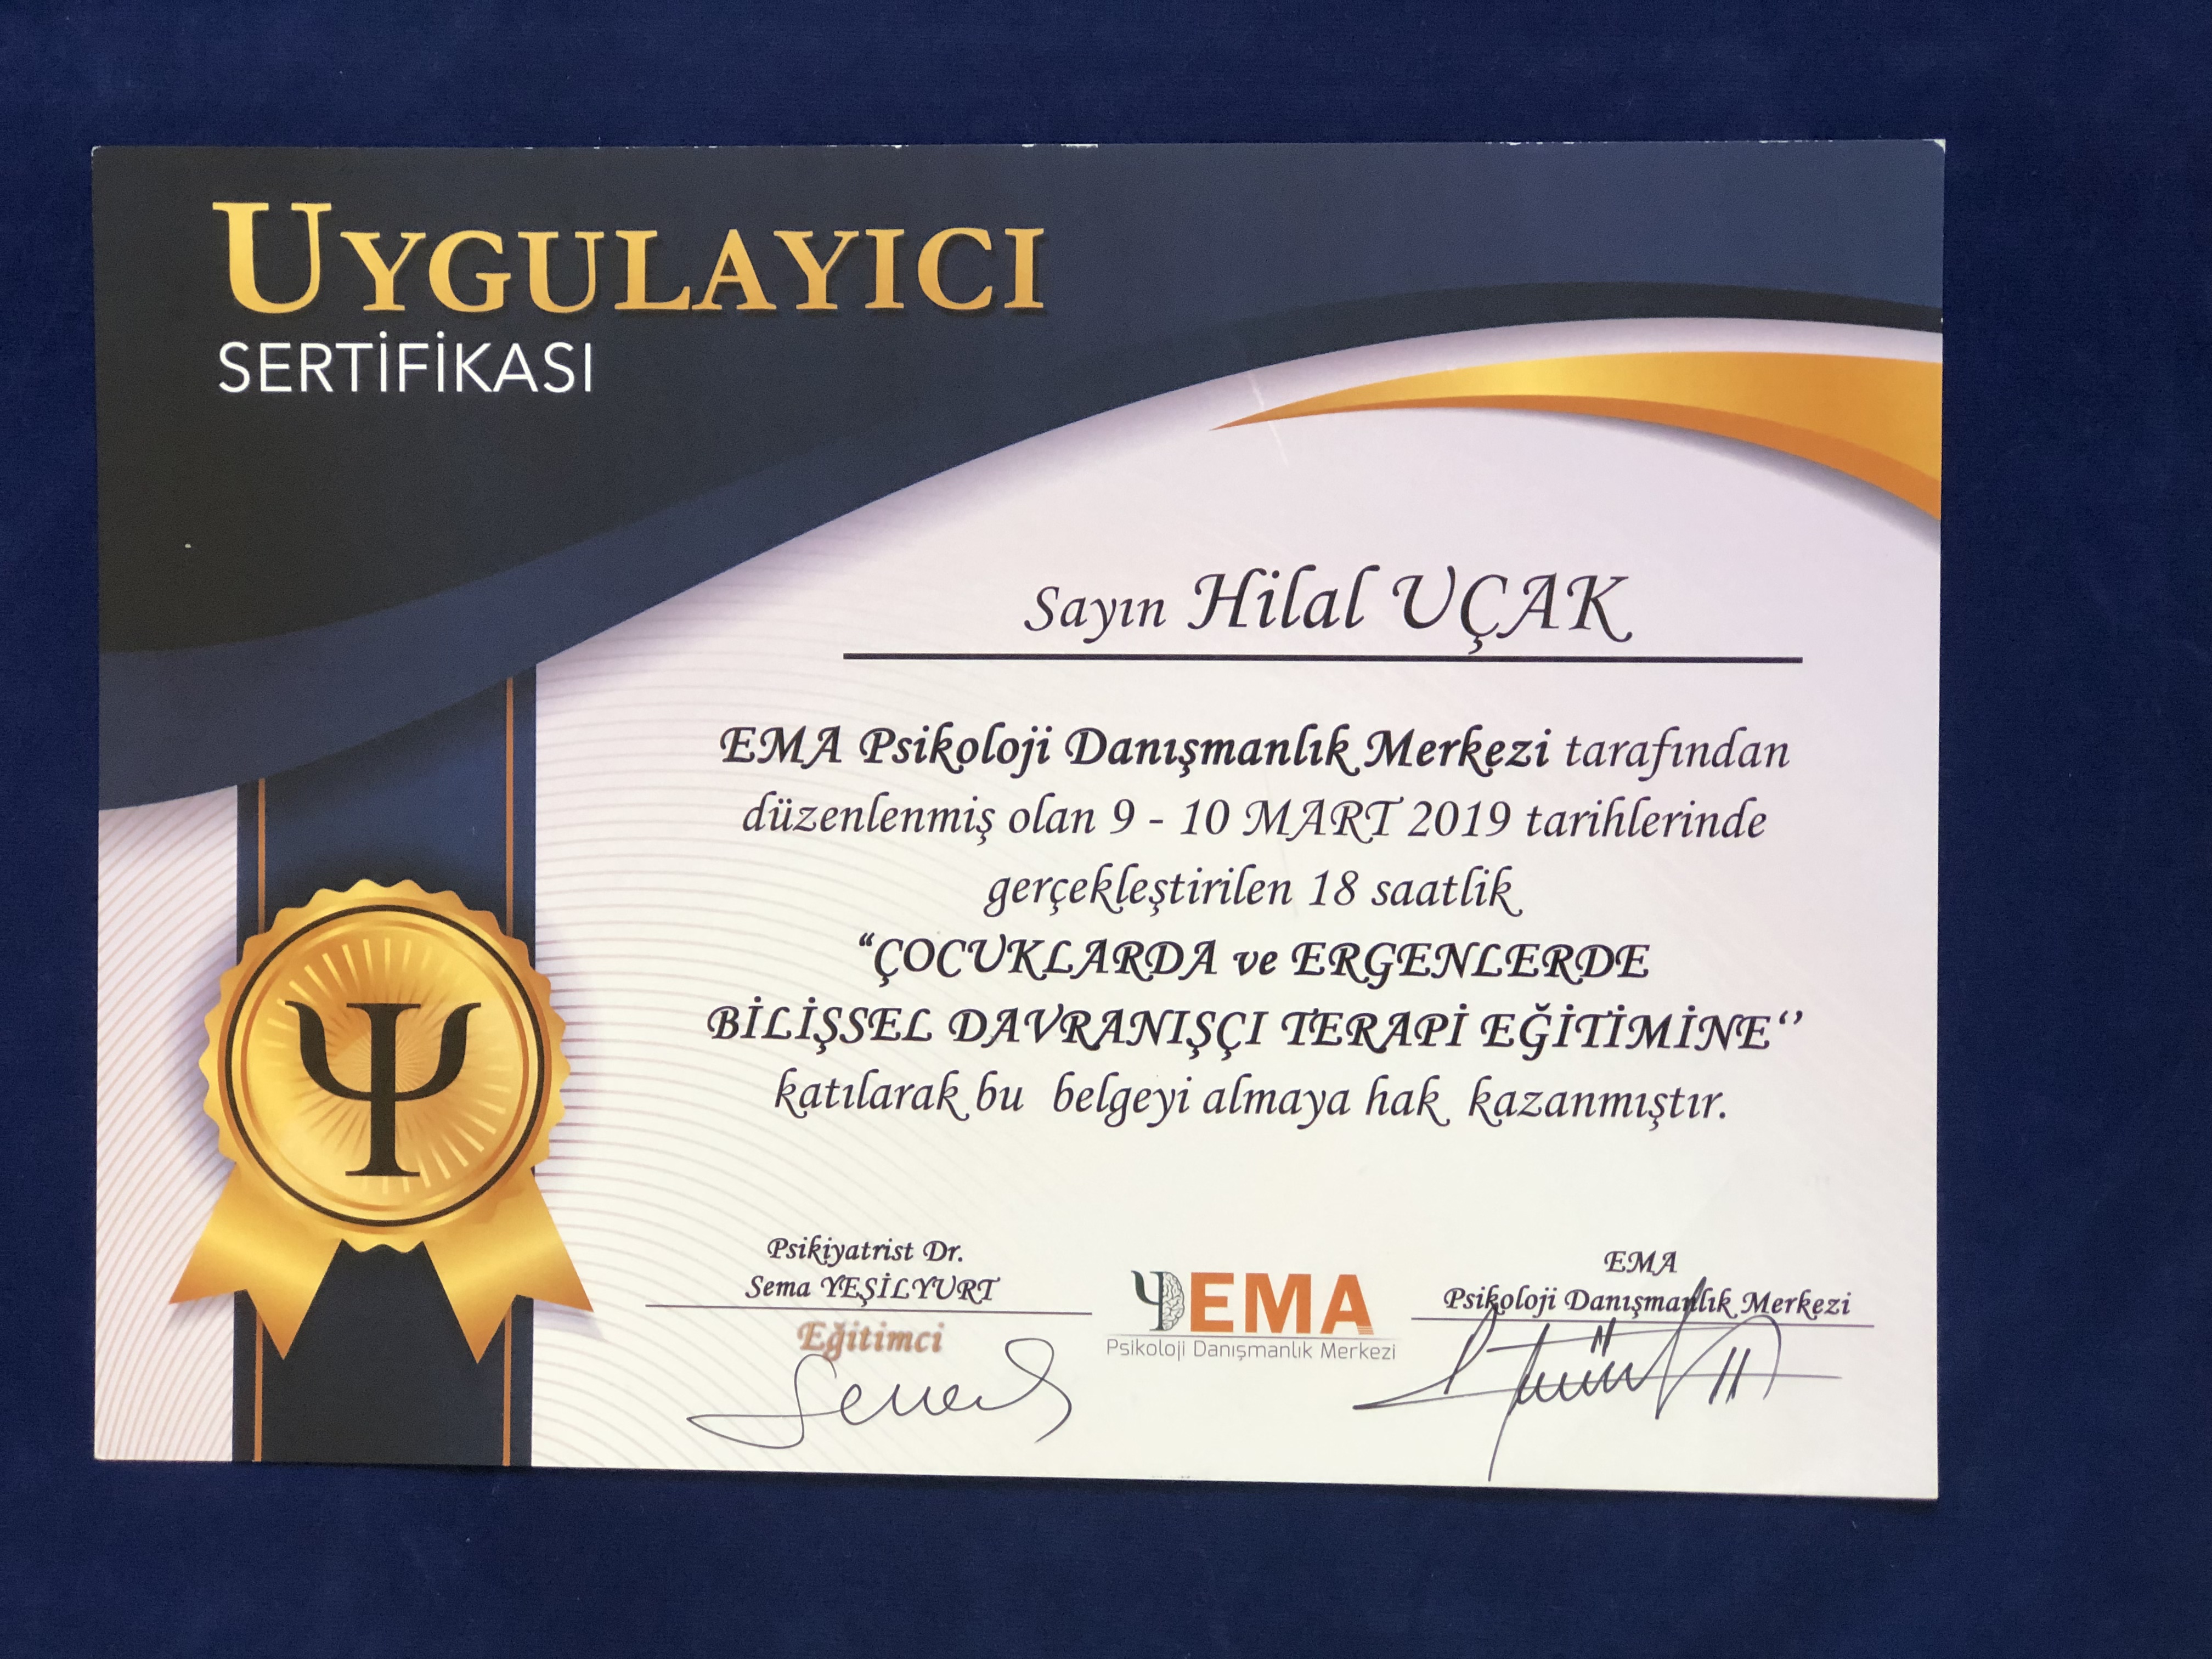 UYGULAYICI
SERTİFİKASI
Sayın Hilal UÇAK
EMA Psikoloji Danışmanlık Merkezi tarafından
düzenlenmiş olan 9 - 10 MART 2019 tarihlerinde
gerçekleştirilen 18 saatlik
“ÇOCUKLARDA ve ERGENLERDE
BİLİŞSEL DAVRANIŞÇI TERAPİ EĞİTİMİNE‘’
katılarak bu belgeyi almaya hak kazanmıştır.
Ψ
Psikiyatrist Dr.
Sema YEŞİLYURT
Eğitimci
EMA
Psikoloji Danışmanlık Merkezi
EMA
Psikoloji Danışmanlık Merkezi